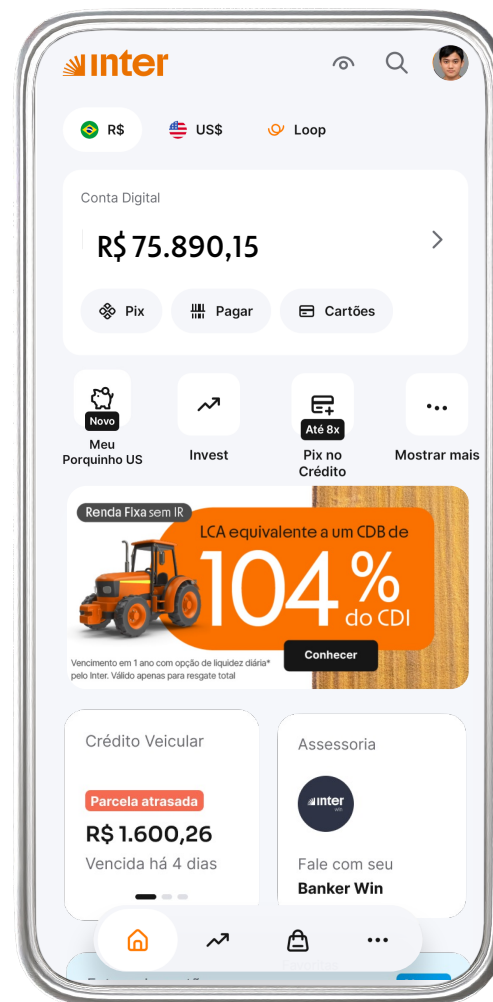 inter
R$ US$ Loop
Conta Digital
R$ 75.890,15
Pix Pagar Cartões
Novo
Meu
Porquinho US
Invest
Até 8x
Pix no
Crédito
Mostrar mais
Renda Fixa sem IR
LCA equivalente a um CDB de
104%
do CDI
Conhecer
Vencimento em 1 ano com opção de liquidez diária*
pelo Inter. Válido apenas para resgate total
Crédito Veicular
Parcela atrasada
R$ 1.600,26
Vencida há 4 dias
Assessoria
inter
win
Fale com seu
Banker Win